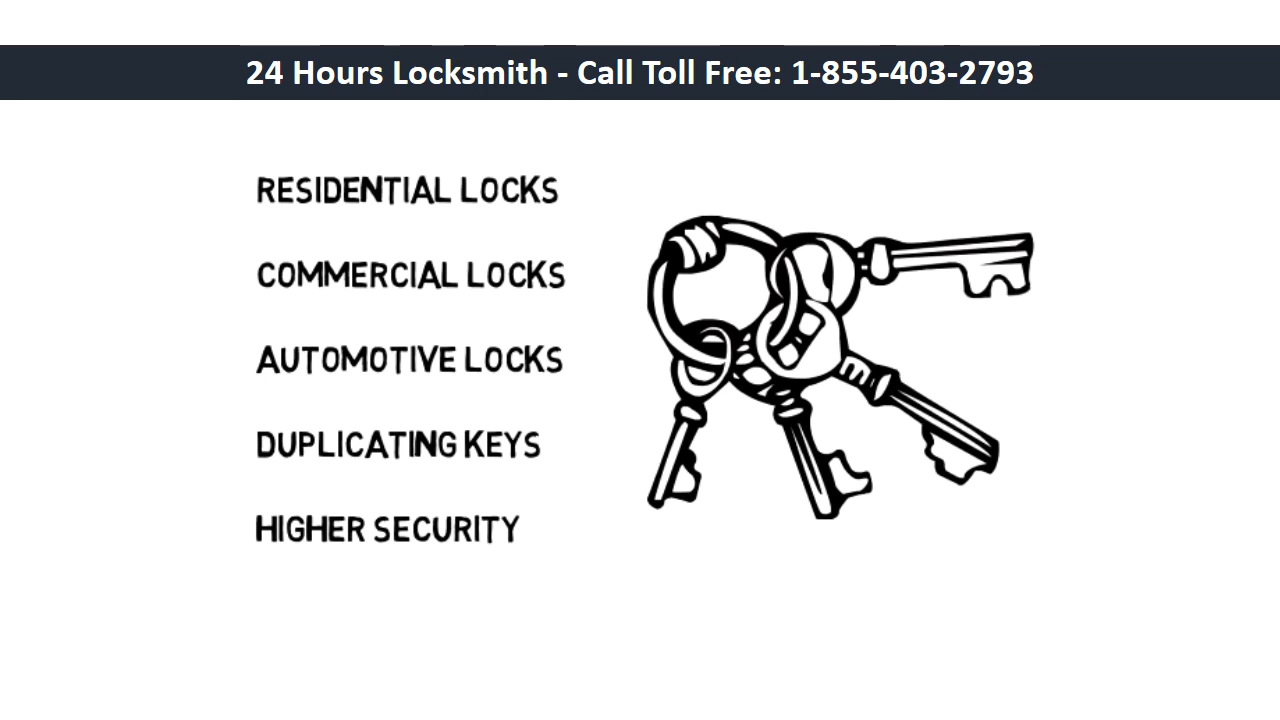 24 Hours Locksmith - Call Toll Free: 1-855-403-2793
RESIDENTIAL LOCKS
COMMERCIAL LOCKS
AUTOMOTIVE LOCKS
DUPLICATING KEYS
HIGHER SECURITY